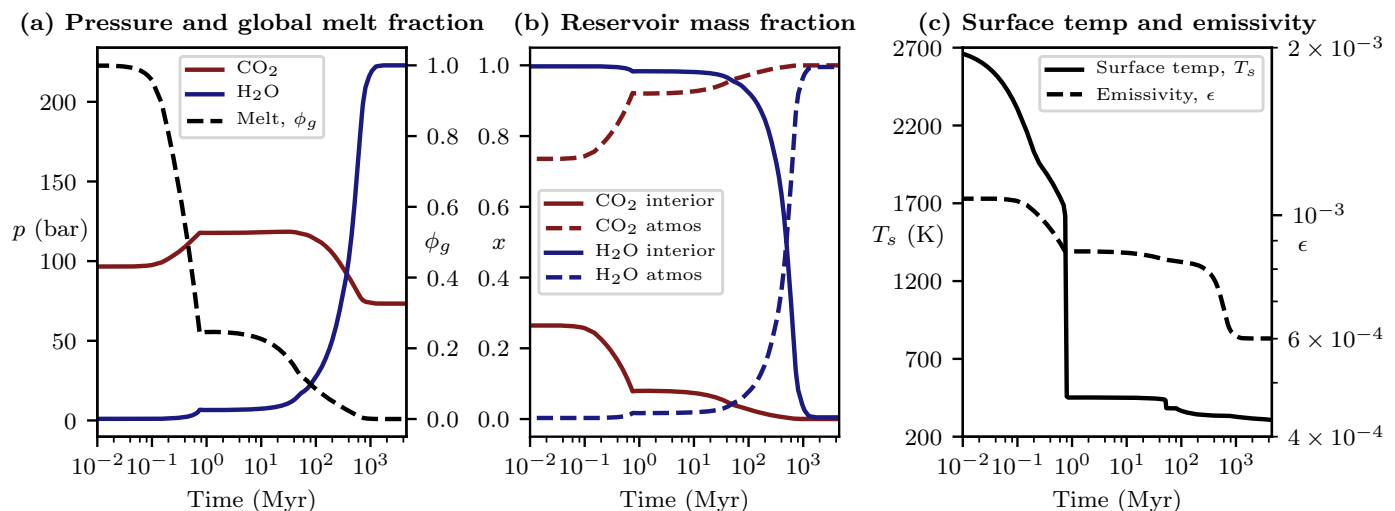 (a) Pressure and global melt fraction
CO₂
H₂O
Melt, ϕ_g
200
150
p (bar)
100
50
0
1.0
0.8
0.6
ϕ_g
0.4
0.2
0.0
10⁻² 10⁻¹ 10⁰ 10¹ 10² 10³
Time (Myr)
(b) Reservoir mass fraction
1.0
0.8
0.6
x
0.4
0.2
0.0
CO₂ interior
CO₂ atmos
H₂O interior
H₂O atmos
10⁻² 10⁻¹ 10⁰ 10¹ 10² 10³
Time (Myr)
(c) Surface temp and emissivity
Surface temp, T_s
Emissivity, ϵ
2700
2200
1700
T_s (K)
1300
700
200
2 × 10⁻³
10⁻³
ϵ
6 × 10⁻⁴
4 × 10⁻⁴
10⁻² 10⁻¹ 10⁰ 10¹ 10² 10³
Time (Myr)